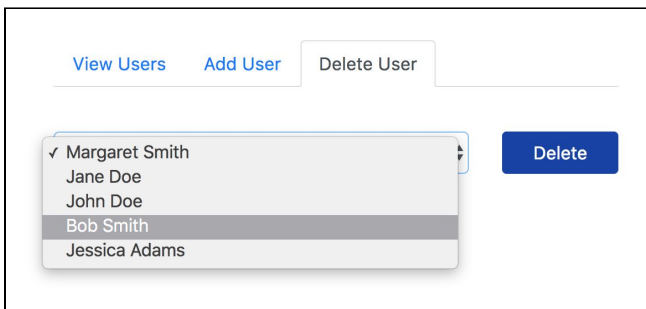 View Users Add User Delete User
✓ Margaret Smith Delete
Jane Doe
John Doe
Bob Smith
Jessica Adams